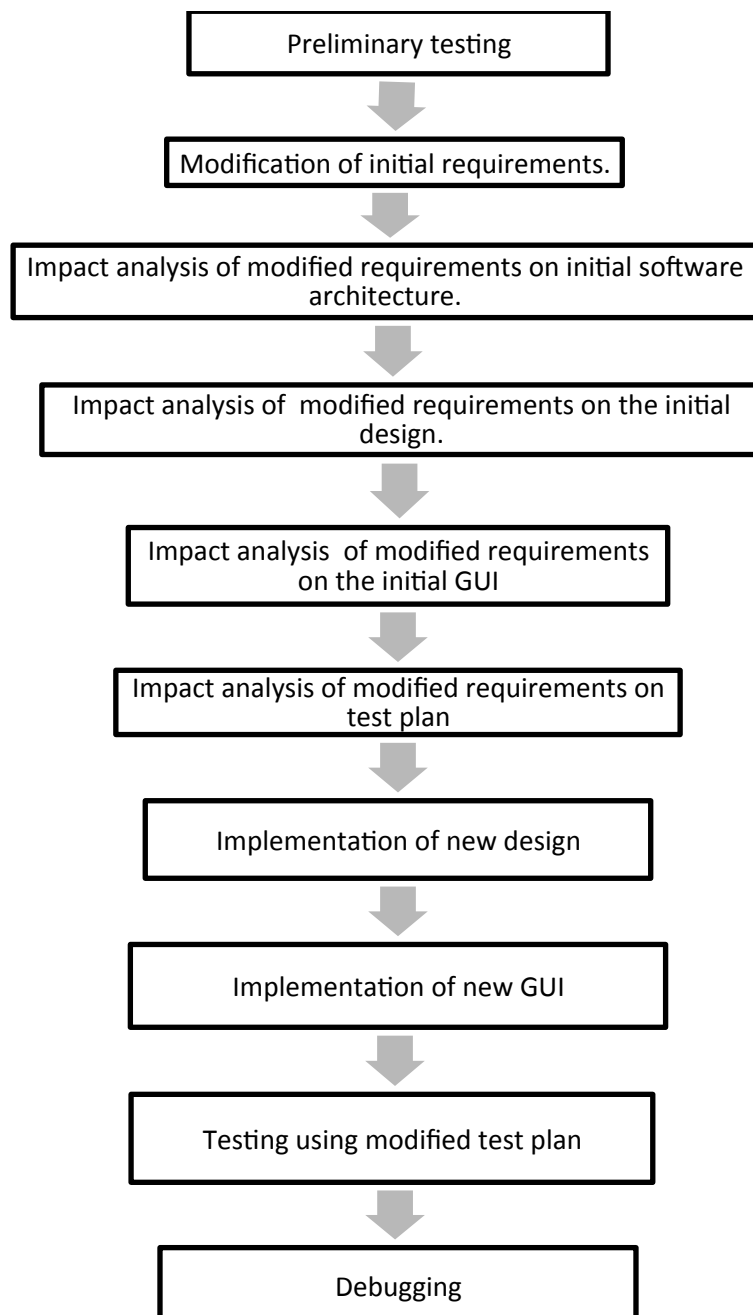 Preliminary testing
Modification of initial requirements.
Impact analysis of modified requirements on initial software
architecture.
Impact analysis of  modified requirements on the initial
design.
Impact analysis  of modified requirements
on the initial GUI
Impact analysis of modified requirements on
test plan
Implementation of new design
Implementation of new GUI
Testing using modified test plan
Debugging